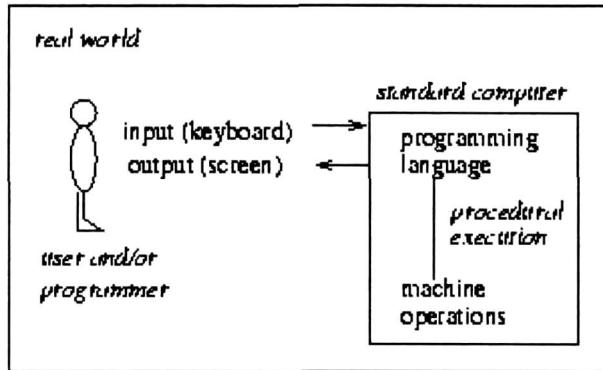 real world
standard computer
input (keyboard)
output (screen)
programming
language
procedural
execution
user and/or
programmer
machine
operations